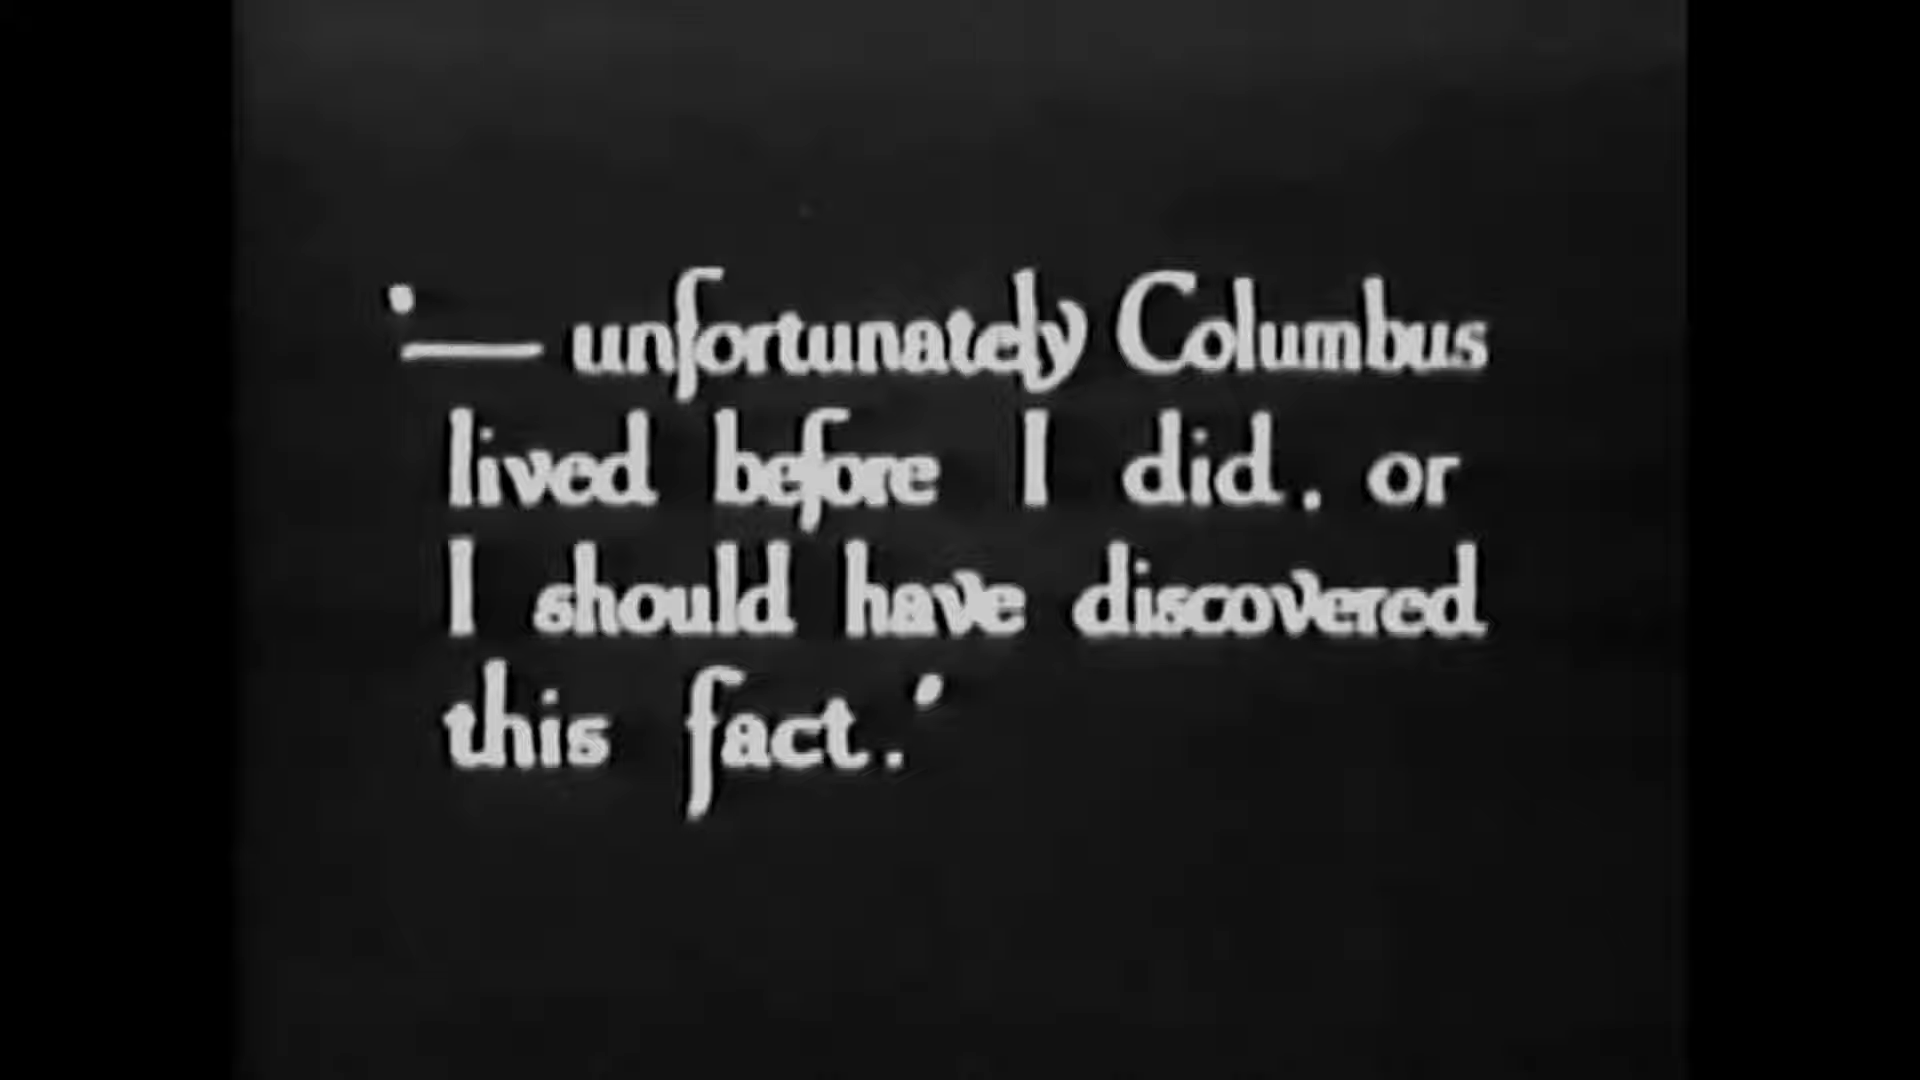 '— unfortunately Columbus
lived before I did, or
I should have discovered
this fact.'